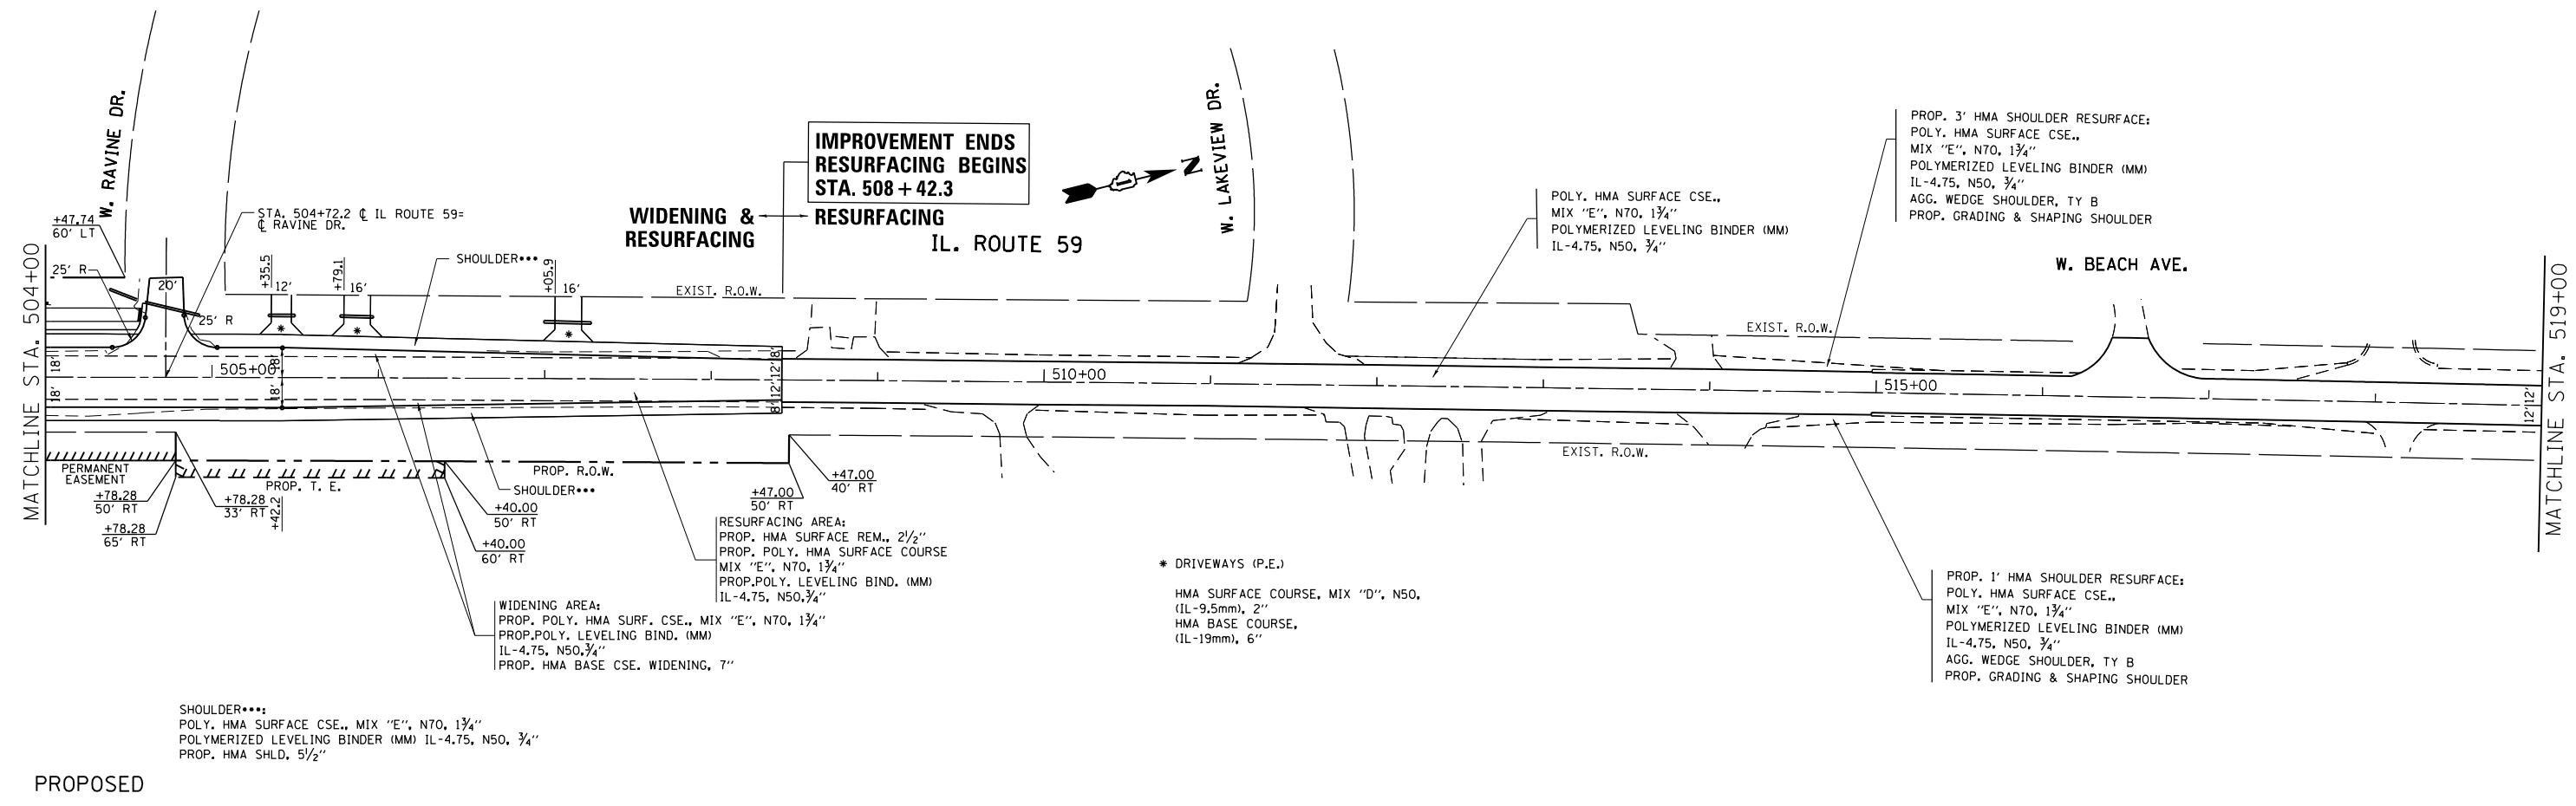 MATCHLINE STA. 504+00
W. RAVINE DR.
+47.74
60' LT
25' R
20'
25' R
STA. 504+72.2 ℄ IL ROUTE 59=
℄ RAVINE DR.
+35.5
12'
+79.1
16'
+05.9
16'
SHOULDER•••
EXIST. R.O.W.
WIDENING &
RESURFACING
IMPROVEMENT ENDS
RESURFACING BEGINS
STA. 508 + 42.3
RESURFACING
IL. ROUTE 59
N
W. LAKEVIEW DR.
POLY. HMA SURFACE CSE.,
MIX "E", N70, 1¾"
POLYMERIZED LEVELING BINDER (MM)
IL-4.75, N50, ¾"
PROP. 3' HMA SHOULDER RESURFACE:
POLY. HMA SURFACE CSE.,
MIX "E", N70, 1¾"
POLYMERIZED LEVELING BINDER (MM)
IL-4.75, N50, ¾"
AGG. WEDGE SHOULDER, TY B
PROP. GRADING & SHAPING SHOULDER
W. BEACH AVE.
EXIST. R.O.W.
MATCHLINE STA. 519+00
18'
18'
505+00
18'
18'
8'
12'
12'
8'
510+00
515+00
12'
12'
PERMANENT
EASEMENT
+78.28
50' RT
+78.28
65' RT
+78.28
33' RT
+42.2
PROP. T. E.
PROP. R.O.W.
SHOULDER•••
+40.00
50' RT
+40.00
60' RT
+47.00
50' RT
+47.00
40' RT
EXIST. R.O.W.
RESURFACING AREA:
PROP. HMA SURFACE REM., 2½"
PROP. POLY. HMA SURFACE COURSE
MIX "E", N70, 1¾"
PROP.POLY. LEVELING BIND. (MM)
IL-4.75, N50,¾"
WIDENING AREA:
PROP. POLY. HMA SURF. CSE., MIX "E", N70, 1¾"
PROP.POLY. LEVELING BIND. (MM)
IL-4.75, N50,¾"
PROP. HMA BASE CSE. WIDENING, 7"
* DRIVEWAYS (P.E.)
HMA SURFACE COURSE, MIX "D", N50,
(IL-9.5mm), 2"
HMA BASE COURSE,
(IL-19mm), 6"
PROP. 1' HMA SHOULDER RESURFACE:
POLY. HMA SURFACE CSE.,
MIX "E", N70, 1¾"
POLYMERIZED LEVELING BINDER (MM)
IL-4.75, N50, ¾"
AGG. WEDGE SHOULDER, TY B
PROP. GRADING & SHAPING SHOULDER
SHOULDER•••:
POLY. HMA SURFACE CSE., MIX "E", N70, 1¾"
POLYMERIZED LEVELING BINDER (MM) IL-4.75, N50, ¾"
PROP. HMA SHLD, 5½"
PROPOSED